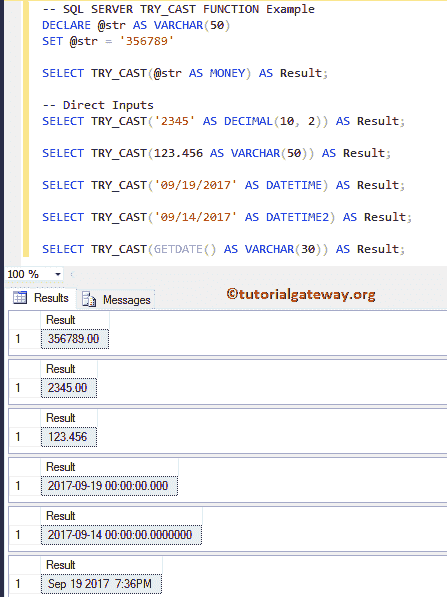 -- SQL SERVER TRY_CAST FUNCTION Example
DECLARE @str AS VARCHAR(50)
SET @str = '356789'
SELECT TRY_CAST(@str AS MONEY) AS Result;
-- Direct Inputs
SELECT TRY_CAST('2345' AS DECIMAL(10, 2)) AS Result;
SELECT TRY_CAST(123.456 AS VARCHAR(50)) AS Result;
SELECT TRY_CAST('09/19/2017' AS DATETIME) AS Result;
SELECT TRY_CAST('09/14/2017' AS DATETIME2) AS Result;
SELECT TRY_CAST(GETDATE() AS VARCHAR(30)) AS Result;
100 %
Results Messages
©tutorialgateway.org
Result
1 356789.00
Result
1 2345.00
Result
1 123.456
Result
1 2017-09-19 00:00:00.000
Result
1 2017-09-14 00:00:00.0000000
Result
1 Sep 19 2017 7:36PM